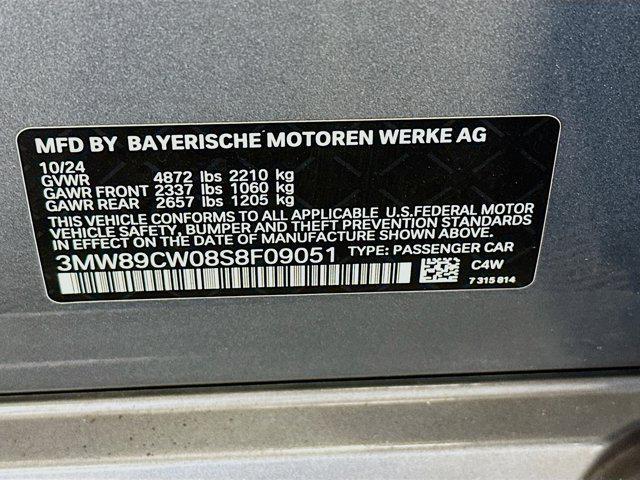 MFD BY BAYERISCHE MOTOREN WERKE AG
10/24
GVWR 4872 lbs 2210 kg
GAWR FRONT 2337 lbs 1060 kg
GAWR REAR 2657 lbs 1205 kg
THIS VEHICLE CONFORMS TO ALL APPLICABLE U.S.FEDERAL MOTOR
VEHICLE SAFETY, BUMPER AND THEFT PREVENTION STANDARDS
IN EFFECT ON THE DATE OF MANUFACTURE SHOWN ABOVE.
3MW89CW08S8F09051 TYPE: PASSENGER CAR
C4W
7 315 814